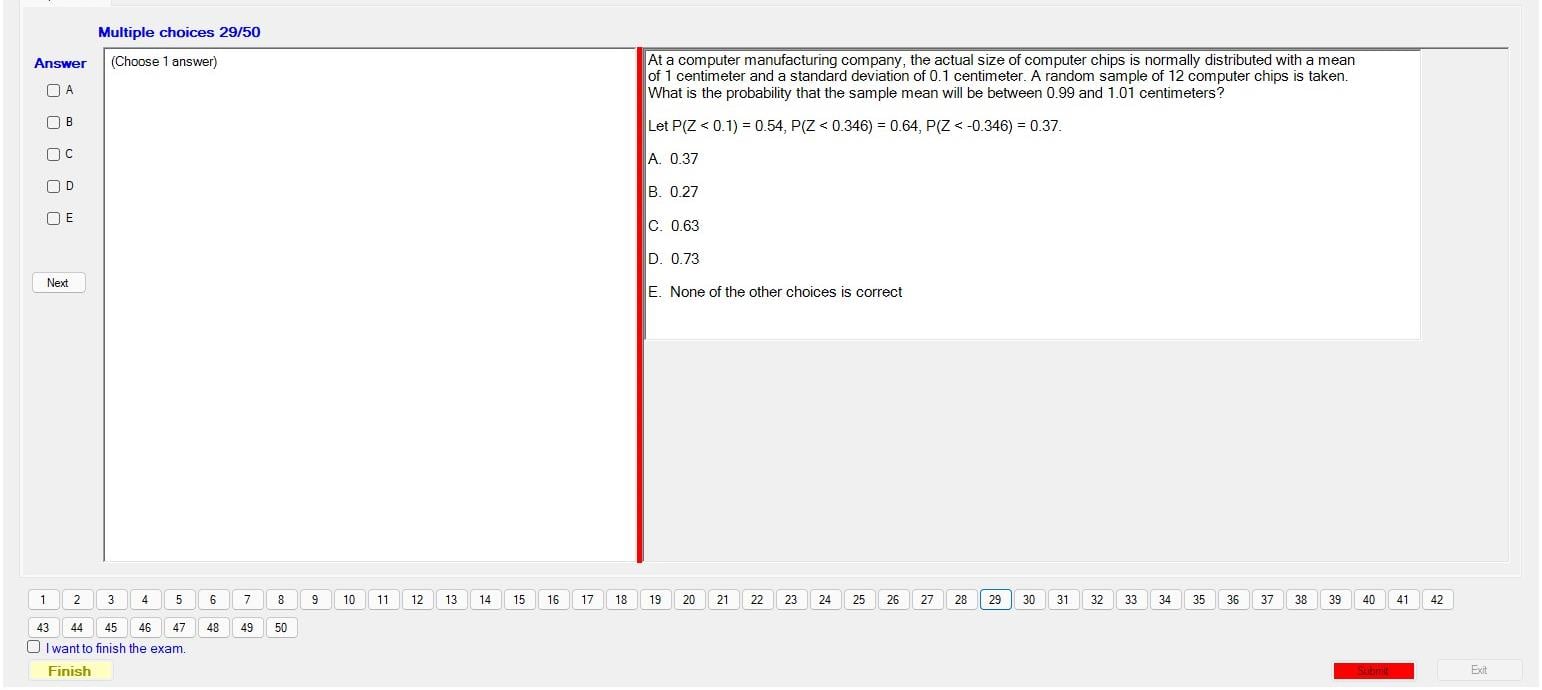 Multiple choices 29/50
Answer
(Choose 1 answer)
A
B
C
D
E
Next
At a computer manufacturing company, the actual size of computer chips is normally distributed with a mean
of 1 centimeter and a standard deviation of 0.1 centimeter. A random sample of 12 computer chips is taken.
What is the probability that the sample mean will be between 0.99 and 1.01 centimeters?
Let P(Z < 0.1) = 0.54, P(Z < 0.346) = 0.64, P(Z < -0.346) = 0.37.
A. 0.37
B. 0.27
C. 0.63
D. 0.73
E. None of the other choices is correct
1 2 3 4 5 6 7 8 9 10 11 12 13 14 15 16 17 18 19 20 21 22 23 24 25 26 27 28 29 30 31 32 33 34 35 36 37 38 39 40 41 42
43 44 45 46 47 48 49 50
I want to finish the exam.
Finish
Submit
Exit